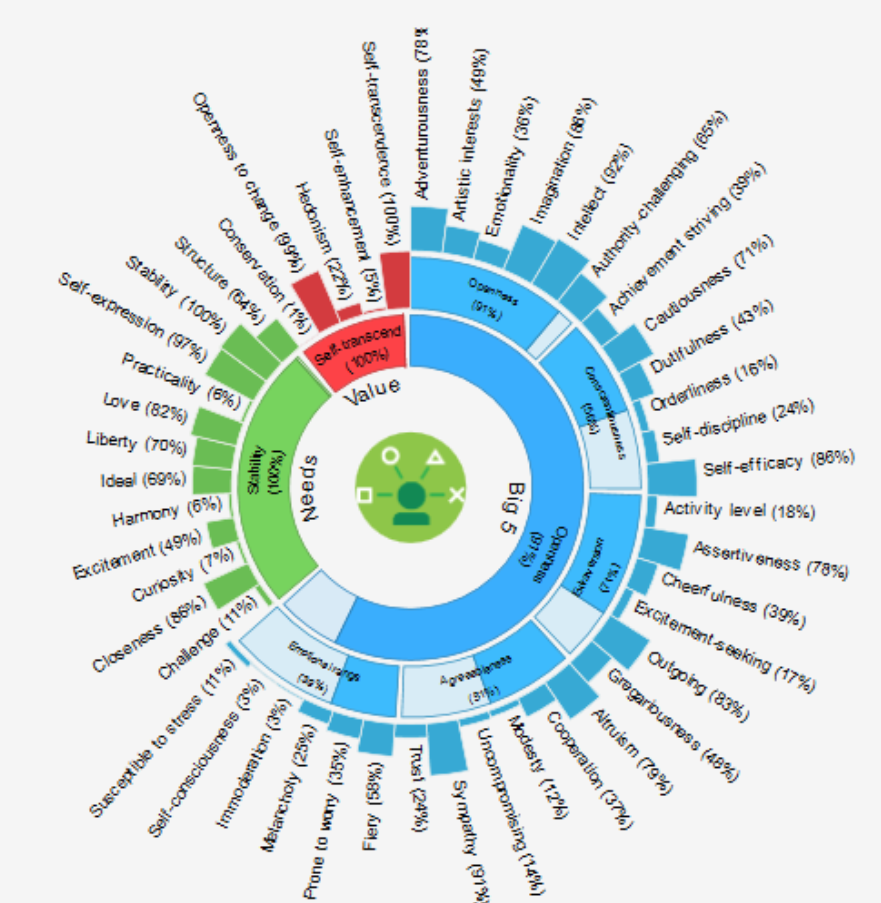 Adventurousness (78%
Artistic interests (49%)
Emotionality (36%)
Imagination (86%)
Intellect (92%)
Authority-challenging (65%)
Achievement striving (39%)
Cautiousness (71%)
Dutifulness (43%)
Orderliness (16%)
Self-discipline (24%)
Self-efficacy (86%)
Activity level (18%)
Assertiveness (78%)
Cheerfulness (39%)
Excitement-seeking (17%)
Outgoing (83%)
Gregariousness (48%)
Altruism (79%)
Cooperation (37%)
Modesty (12%)
Uncompromising (14%)
Sympathy (91%
Trust (24%)
Fiery (58%)
Prone to worry (35%)
Melancholy (25%)
Immoderation (3%)
Self-consciousness (3%)
Susceptible to stress (11%)
Challenge (11%)
Closeness (86%)
Curiosity (7%)
Excitement (49%)
Harmony (6%)
Ideal (69%)
Liberty (70%)
Love (82%)
Practicality (6%)
Self-expression (97%)
Stability (100%)
Structure (64%)
Conservation (1%)
Openness to change (99%)
Hedonism (22%)
Self-enhancement (5%)
Self-transcendence (100%)
Openness
(91%)
Conscientiousness
Extraversion
(71%)
Agreeableness
Emotional range
Stability
(100%)
Self-transcend
(100%)
Openness
(91%)
Big 5
Needs
Value